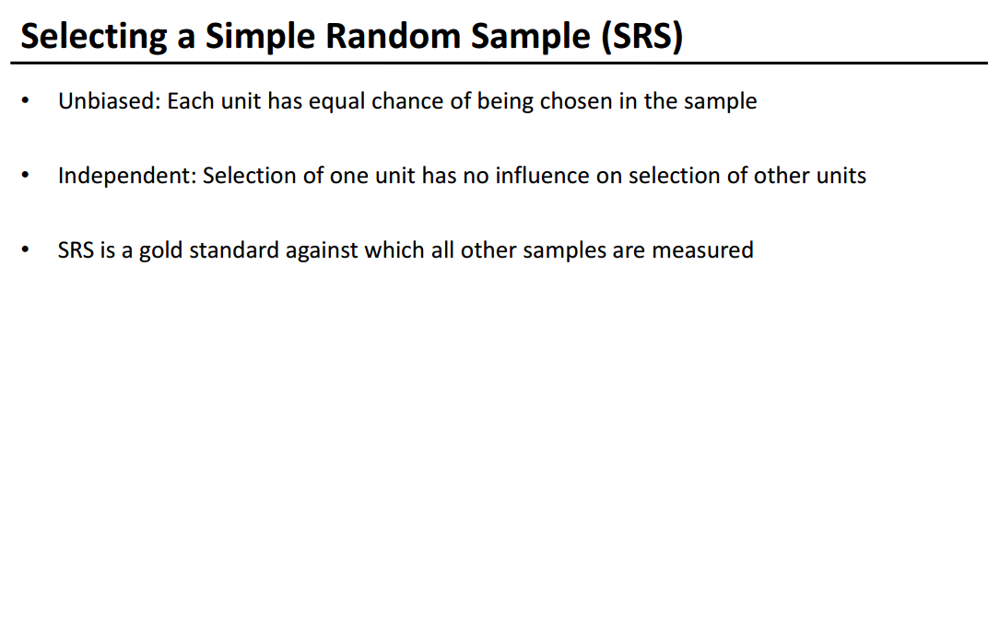 Selecting a Simple Random Sample (SRS)
• Unbiased: Each unit has equal chance of being chosen in the sample
• Independent: Selection of one unit has no influence on selection of other units
• SRS is a gold standard against which all other samples are measured